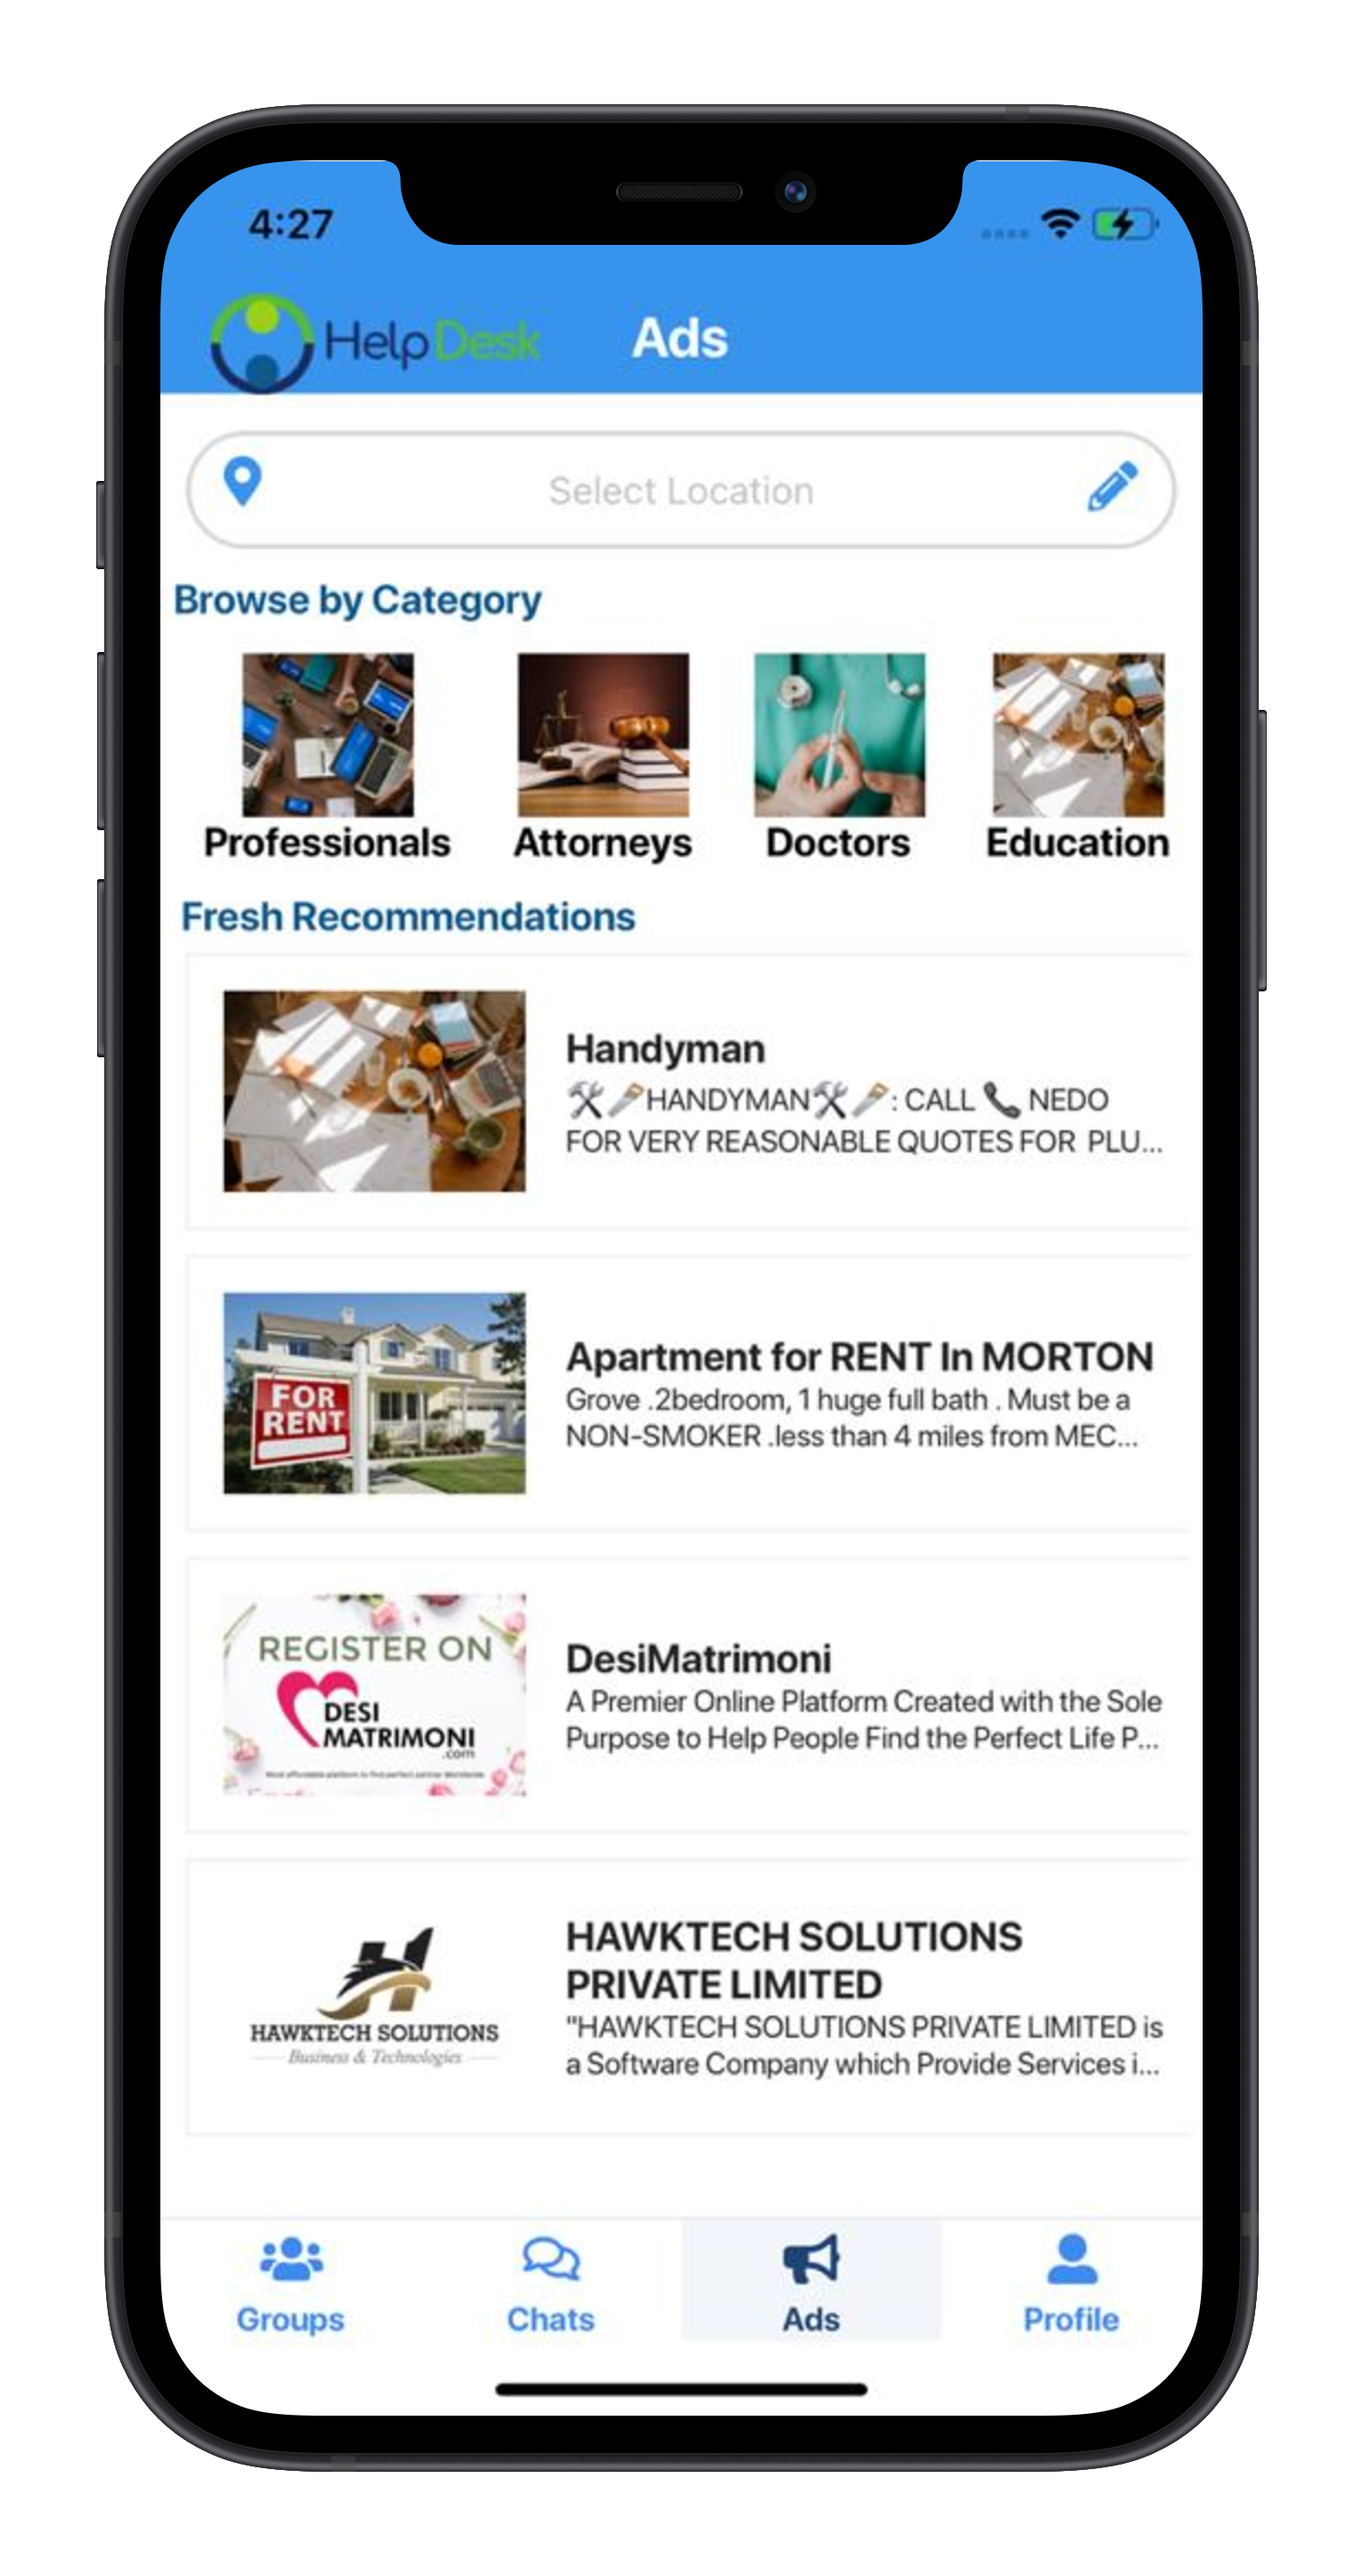 4:27
HelpDesk
Ads
Select Location
Browse by Category
Professionals
Attorneys
Doctors
Education
Fresh Recommendations
Handyman
🛠️🪚HANDYMAN🛠️🪚: CALL 📞 NEDO
FOR VERY REASONABLE QUOTES FOR PLU...
FOR
RENT
Apartment for RENT In MORTON
Grove .2bedroom, 1 huge full bath . Must be a
NON-SMOKER .less than 4 miles from MEC...
REGISTER ON
DESI
MATRIMONI
.com
DesiMatrimoni
A Premier Online Platform Created with the Sole
Purpose to Help People Find the Perfect Life P...
HAWKTECH SOLUTIONS
Business & Technologies
HAWKTECH SOLUTIONS
PRIVATE LIMITED
"HAWKTECH SOLUTIONS PRIVATE LIMITED is
a Software Company which Provide Services i...
Groups
Chats
Ads
Profile